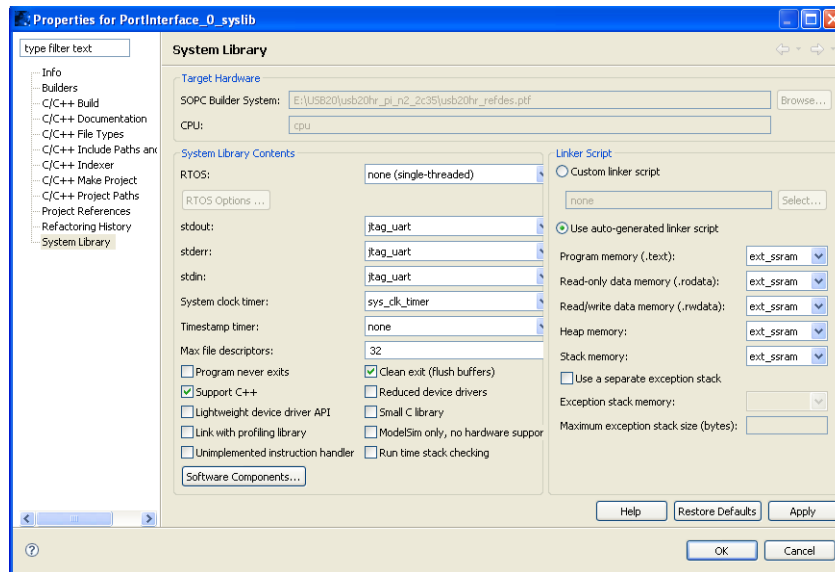 Properties for PortInterface_0_syslib
type filter text
Info
Builders
C/C++ Build
C/C++ Documentation
C/C++ File Types
C/C++ Include Paths and
C/C++ Indexer
C/C++ Make Project
C/C++ Project Paths
Project References
Refactoring History
System Library
System Library
Target Hardware
SOPC Builder System: E:\USB20\usb20hr_pi_n2_2c35\usb20hr_refdes.ptf Browse...
CPU: cpu
System Library Contents
RTOS: none (single-threaded)
RTOS Options ...
stdout: jtag_uart
stderr: jtag_uart
stdin: jtag_uart
System clock timer: sys_clk_timer
Timestamp timer: none
Max file descriptors: 32
Program never exits Clean exit (flush buffers)
Support C++ Reduced device drivers
Lightweight device driver API Small C library
Link with profiling library ModelSim only, no hardware suppor
Unimplemented instruction handler Run time stack checking
Software Components...
Linker Script
Custom linker script
none Select...
Use auto-generated linker script
Program memory (.text): ext_ssram
Read-only data memory (.rodata): ext_ssram
Read/write data memory (.rwdata): ext_ssram
Heap memory: ext_ssram
Stack memory: ext_ssram
Use a separate exception stack
Exception stack memory:
Maximum exception stack size (bytes):
Help Restore Defaults Apply
? OK Cancel